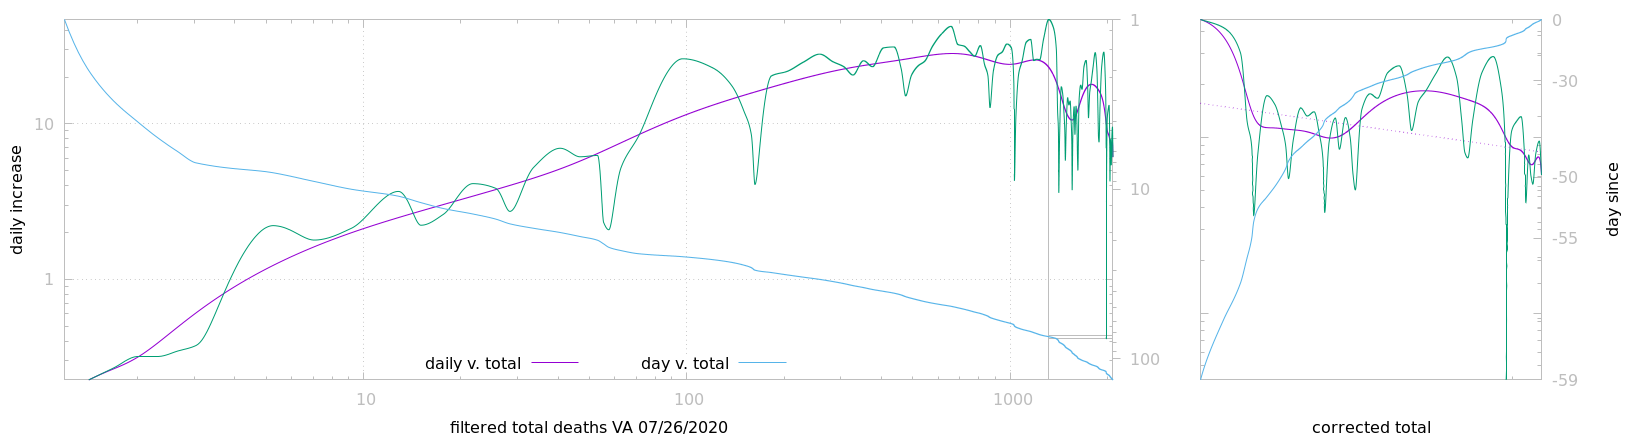 daily increase
10
1
daily v. total
day v. total
10
100
1000
filtered total deaths VA 07/26/2020
1
10
100
0
-30
-50
-55
-59
day since
corrected total